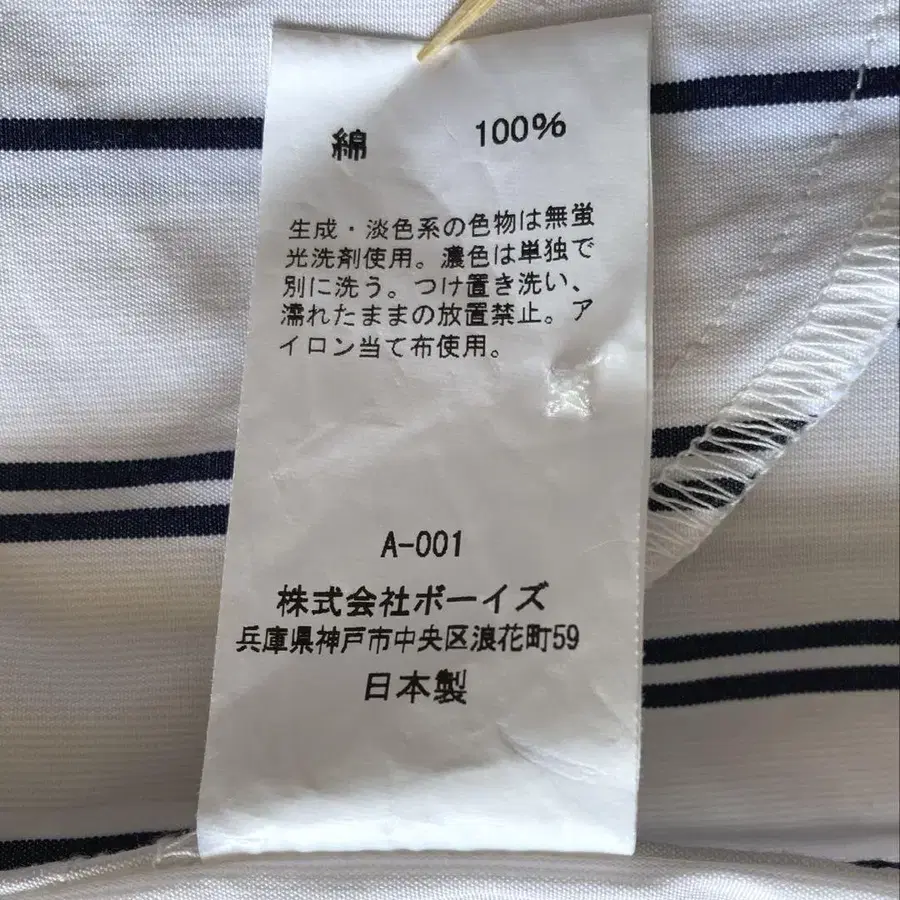 綿 100%
生成・淡色系の色物は無蛍
光洗剤使用。濃色は単独で
別に洗う。つけ置き洗い、
濡れたままの放置禁止。ア
イロン当て布使用。
A-001
株式会社ボーイズ
兵庫県神戸市中央区浪花町59
日本製